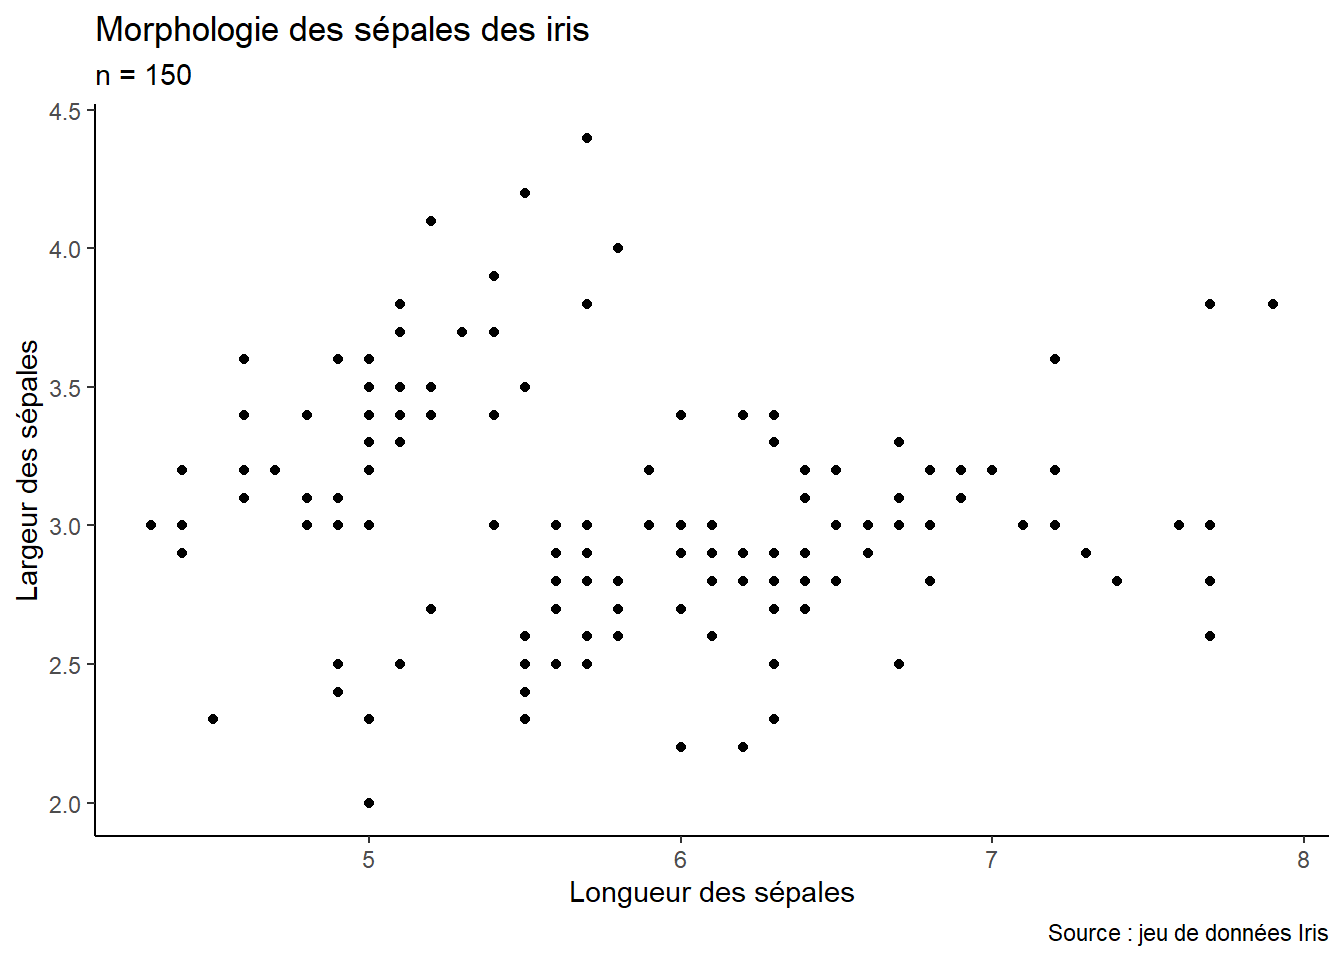 Morphologie des sépales des iris
n = 150
4.5
4.0
3.5
3.0
2.5
2.0
Largeur des sépales
5 6 7 8
Longueur des sépales
Source : jeu de données Iris